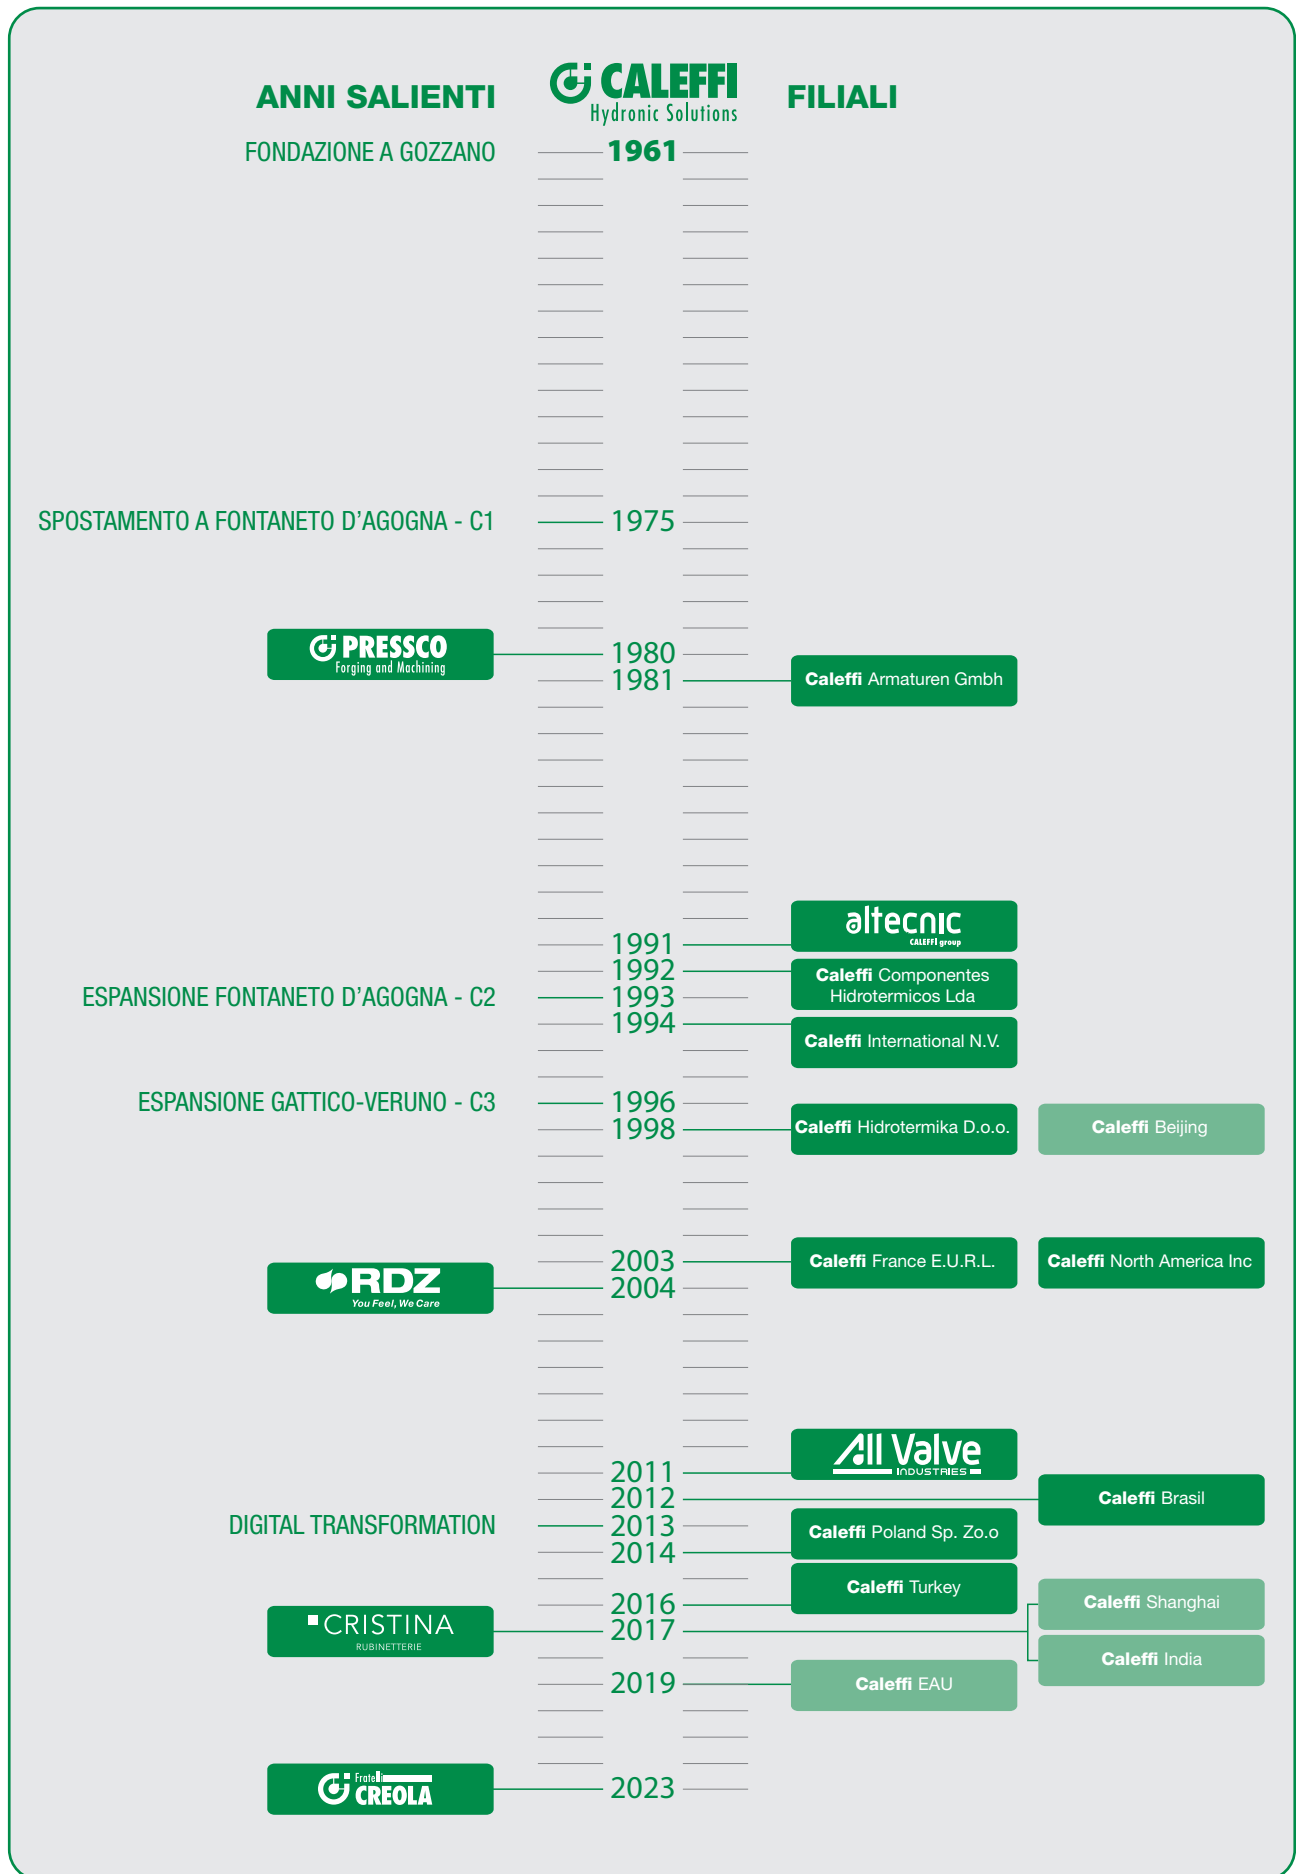 ANNI SALIENTI
CALEFFI
Hydronic Solutions
FILIALI
FONDAZIONE A GOZZANO
1961
SPOSTAMENTO A FONTANETO D'AGOGNA - C1
1975
PRESSCO
Forging and Machining
1980
1981
Caleffi Armaturen Gmbh
altecnic
CALEFFI group
1991
1992
Caleffi Componentes
Hidrotermicos Lda
ESPANSIONE FONTANETO D'AGOGNA - C2
1993
1994
Caleffi International N.V.
ESPANSIONE GATTICO-VERUNO - C3
1996
1998
Caleffi Hidrotermika D.o.o.
Caleffi Beijing
2003
Caleffi France E.U.R.L.
Caleffi North America Inc
RDZ
You Feel, We Care
2004
All Valve
INDUSTRIES
2011
2012
Caleffi Brasil
DIGITAL TRANSFORMATION
2013
Caleffi Poland Sp. Zo.o
2014
Caleffi Turkey
2016
Caleffi Shanghai
CRISTINA
RUBINETTERIE
2017
Caleffi India
2019
Caleffi EAU
Fratelli
CREOLA
2023